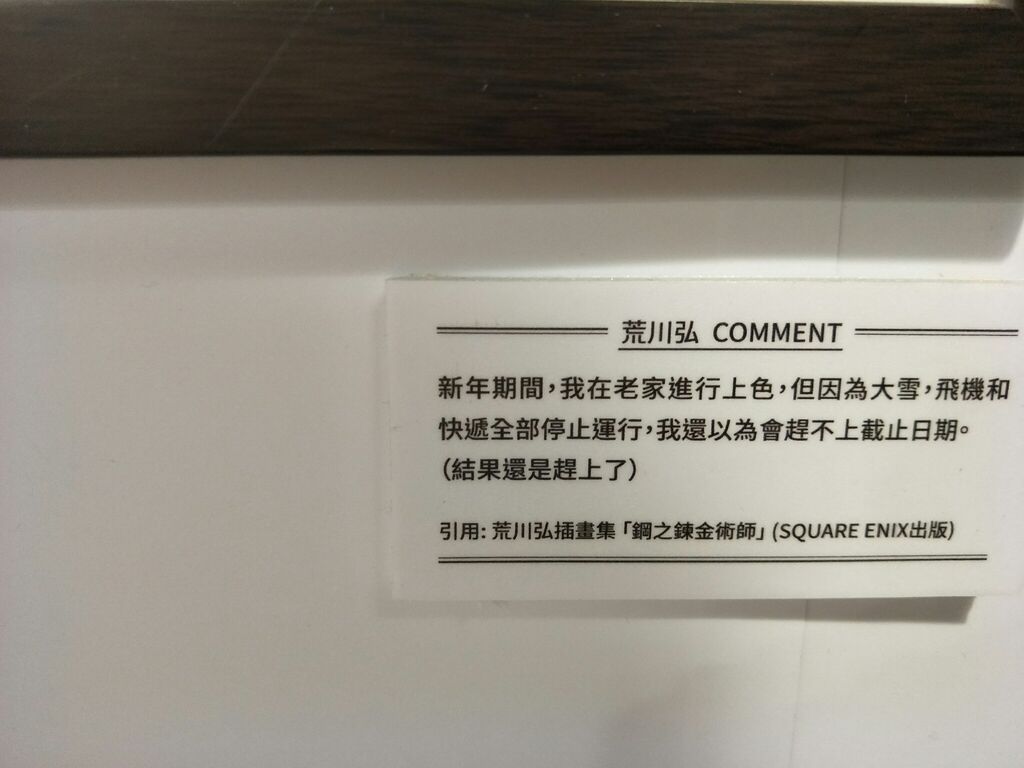 荒川弘 COMMENT
新年期間，我在老家進行上色，但因為大雪，飛機和
快遞全部停止運行，我還以為會趕不上截止日期。
（結果還是趕上了）
引用: 荒川弘插畫集「鋼之鍊金術師」(SQUARE ENIX出版)